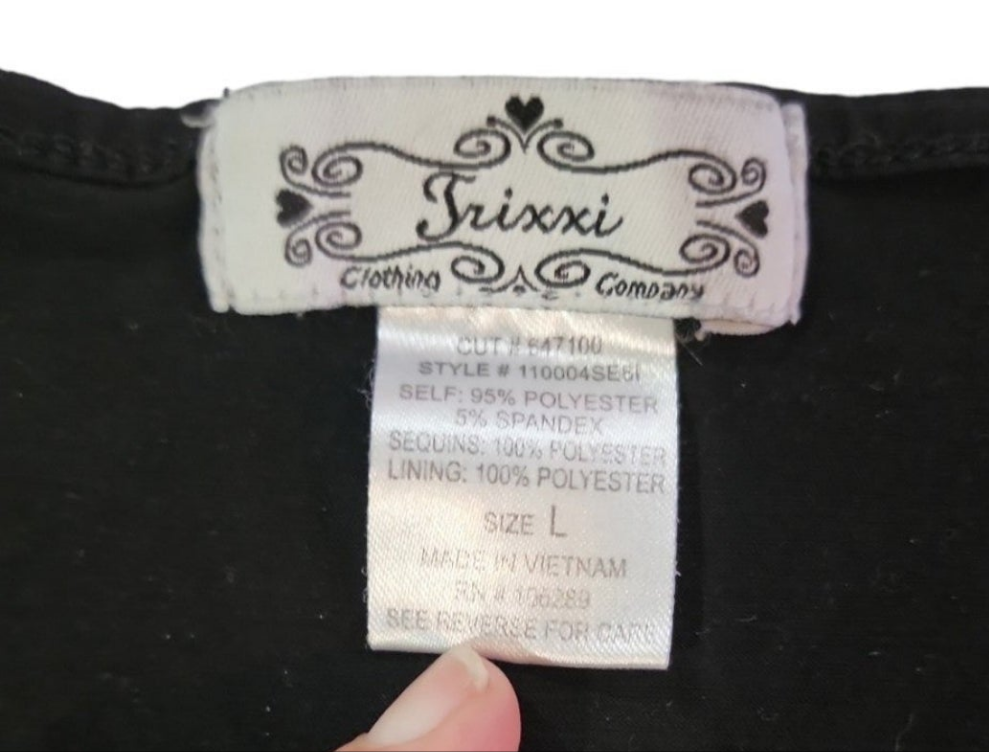 Trixxi
Clothing Company
CUT # 647100
STYLE # 110004SE6I
SELF: 95% POLYESTER
5% SPANDEX
SEQUINS: 100% POLYESTER
LINING: 100% POLYESTER
SIZE L
MADE IN VIETNAM
RN # 106289
SEE REVERSE FOR CARE